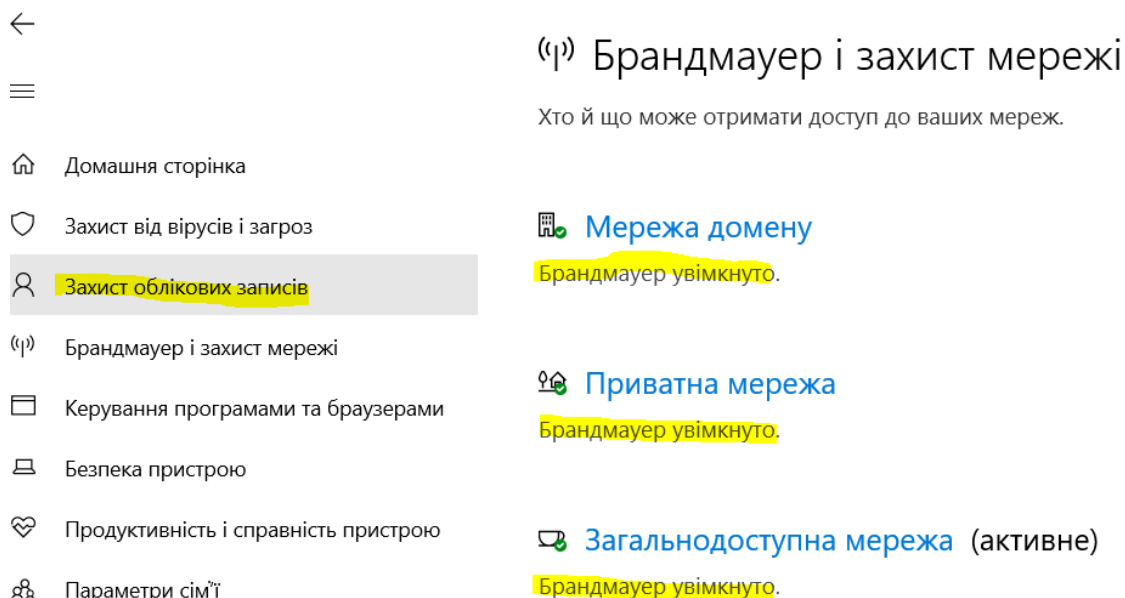 Домашня сторінка
Захист від вірусів і загроз
Захист облікових записів
Брандмауер і захист мережі
Керування програмами та браузерами
Безпека пристрою
Продуктивність і справність пристрою
Параметри сім'ї
Брандмауер і захист мережі
Хто й що може отримати доступ до ваших мереж.
Мережа домену
Брандмауер увімкнуто.
Приватна мережа
Брандмауер увімкнуто.
Загальнодоступна мережа (активне)
Брандмауер увімкнуто.